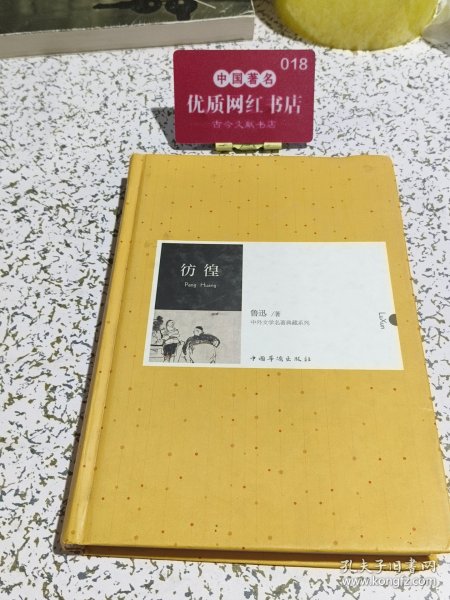 018
中国著名
优质网红书店
古今文献书店
彷徨
Pang Huang
鲁迅 /著
中外文学名著典藏系列
LuXun
中国华侨出版社
孔夫子旧书网
www.kongfz.com